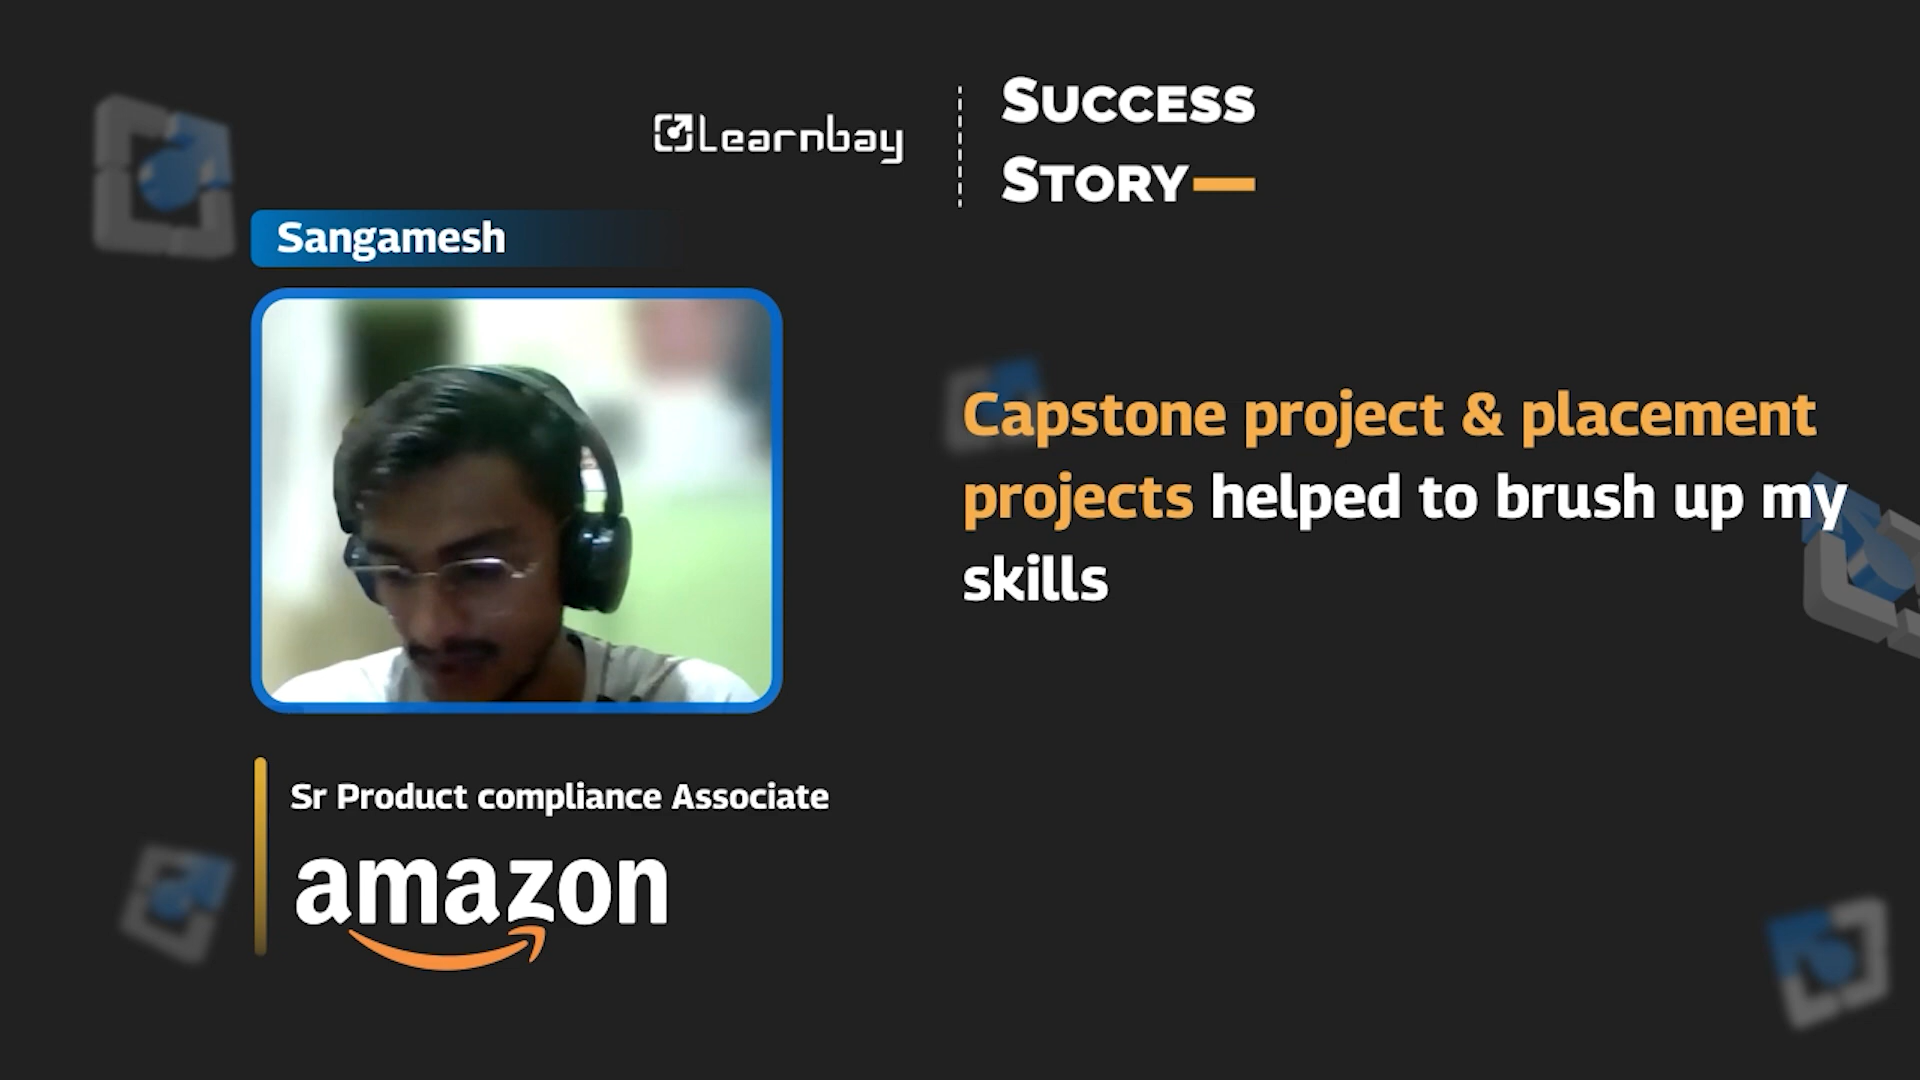 Learnbay
SUCCESS
STORY
Sangamesh
Capstone project & placement
projects helped to brush up my
skills
Sr Product compliance Associate
amazon